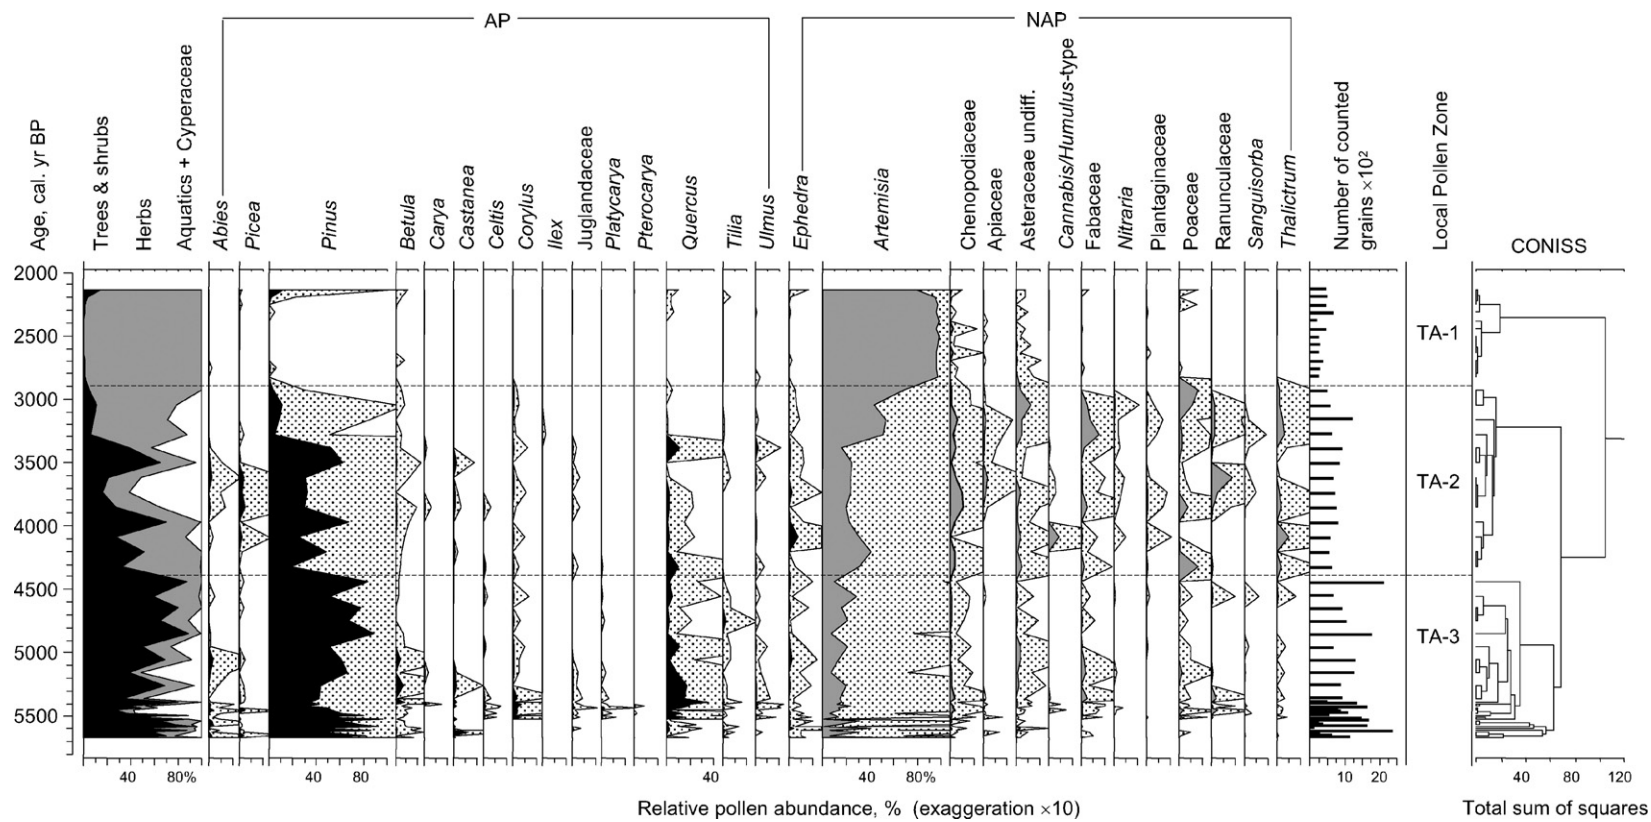 AP
NAP
Age, cal. yr BP
Trees & shrubs
Herbs
Aquatics + Cyperaceae
Abies
Picea
Pinus
Betula
Carya
Castanea
Celtis
Corylus
Ilex
Juglandaceae
Platycarya
Pterocarya
Quercus
Tilia
Ulmus
Ephedra
Artemisia
Chenopodiaceae
Apiaceae
Asteraceae undiff.
Cannabis/Humulus-type
Fabaceae
Nitraria
Plantaginaceae
Poaceae
Ranunculaceae
Sanguisorba
Thalictrum
Number of counted
grains ×10²
Local Pollen Zone
CONISS
2000
2500
3000
3500
4000
4500
5000
5500
TA-1
TA-2
TA-3
40 80% 40 80 40 40 80% 10 20 40 80 120
Relative pollen abundance, % (exaggeration ×10)
Total sum of squares